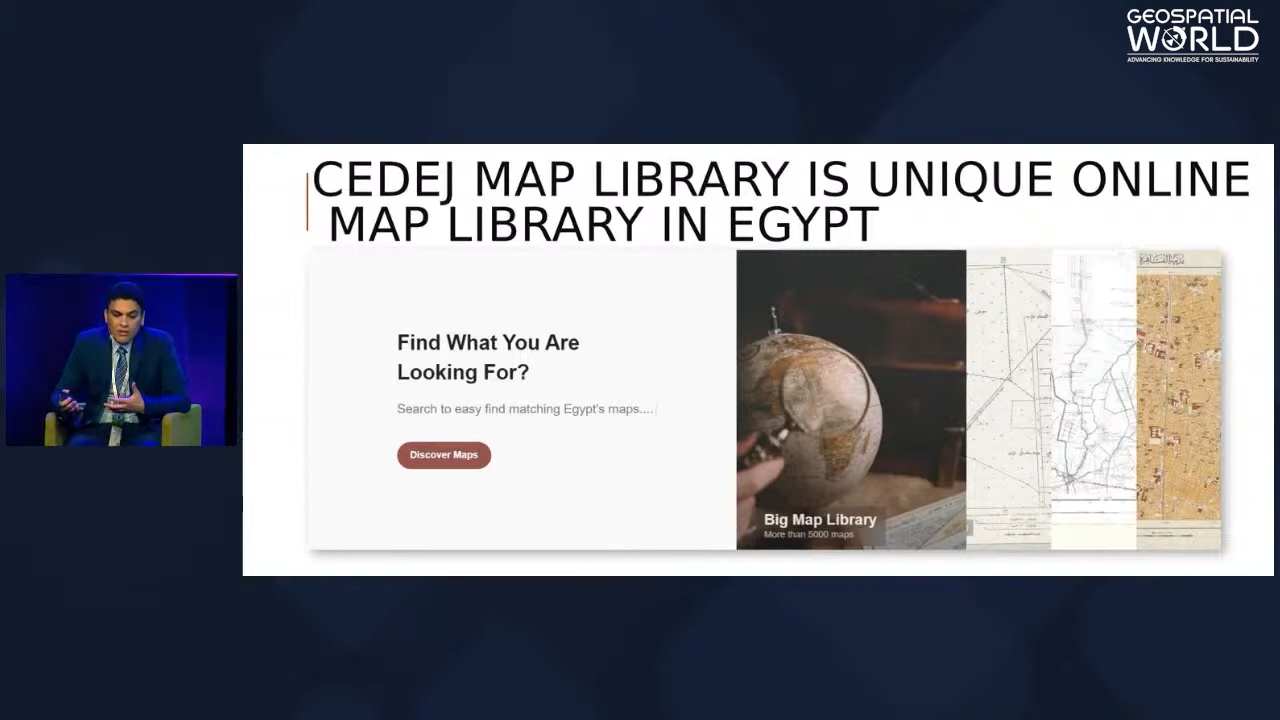 GEOSPATIAL
WORLD
ADVANCING KNOWLEDGE FOR SUSTAINABILITY
CEDEJ MAP LIBRARY IS UNIQUE ONLINE
MAP LIBRARY IN EGYPT
Find What You Are
Looking For?
Search to easy find matching Egypt's maps....
Discover Maps
Big Map Library
More than 5000 maps